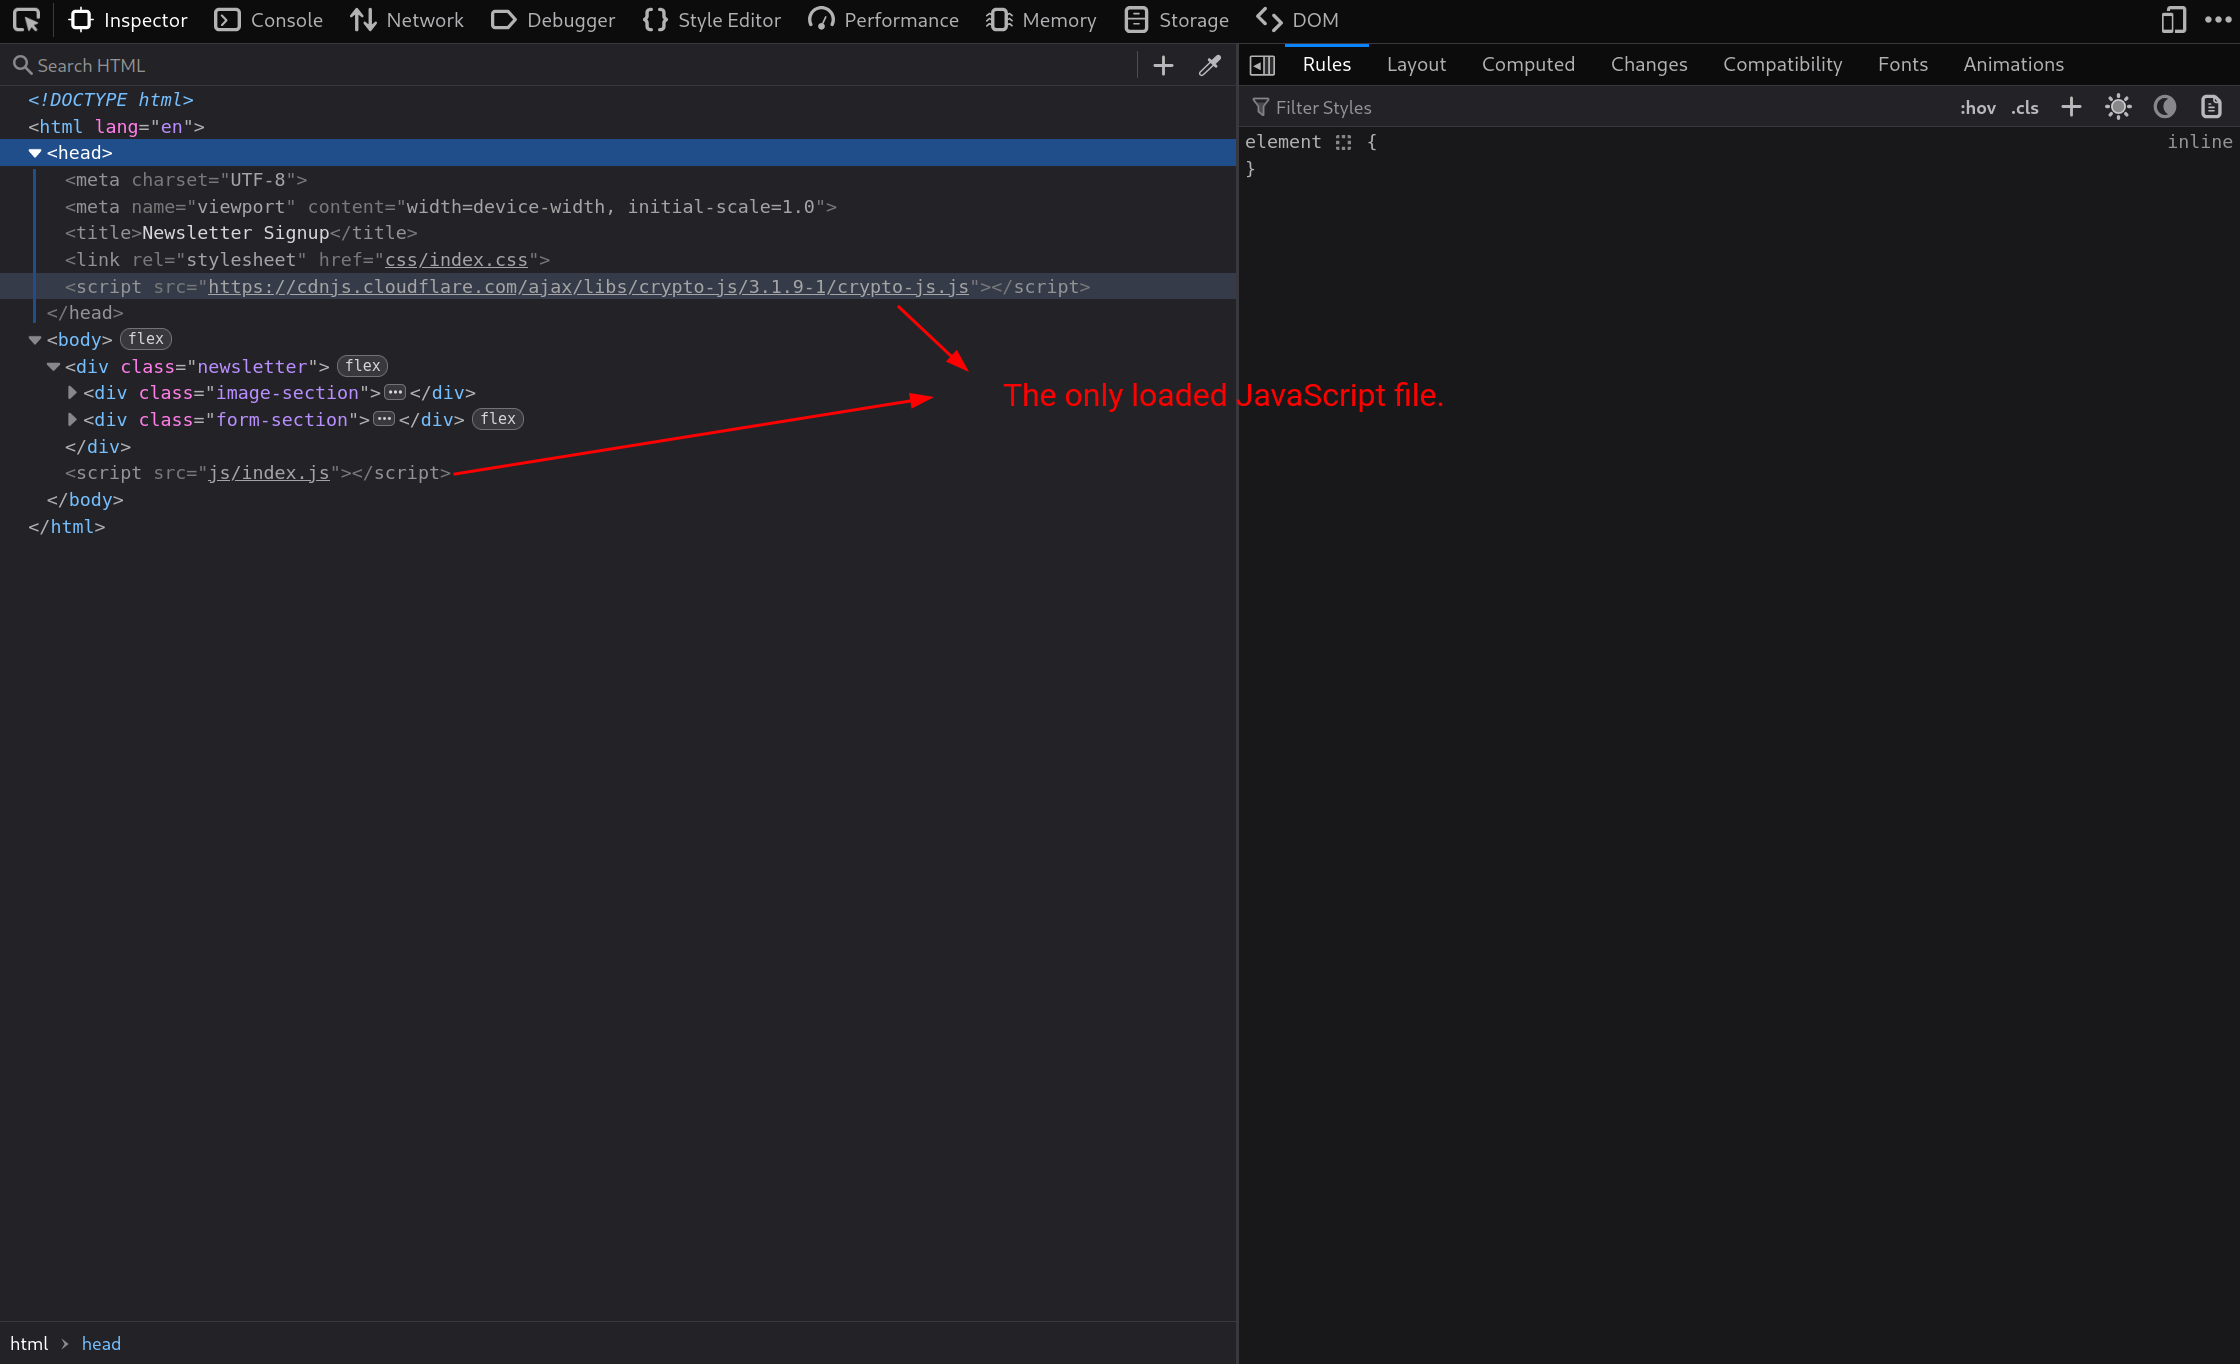 Inspector Console Network Debugger Style Editor Performance Memory Storage DOM
Search HTML
Rules Layout Computed Changes Compatibility Fonts Animations
Filter Styles
:hov .cls
<!DOCTYPE html>
<html lang="en">
<head>
<meta charset="UTF-8">
<meta name="viewport" content="width=device-width, initial-scale=1.0">
<title>Newsletter Signup</title>
<link rel="stylesheet" href="css/index.css">
<script src="https://cdnjs.cloudflare.com/ajax/libs/crypto-js/3.1.9-1/crypto-js.js"></script>
</head>
<body> flex
<div class="newsletter"> flex
<div class="image-section">···</div>
<div class="form-section">···</div> flex
</div>
<script src="js/index.js"></script>
</body>
</html>
The only loaded JavaScript file.
element {
inline
}
html › head